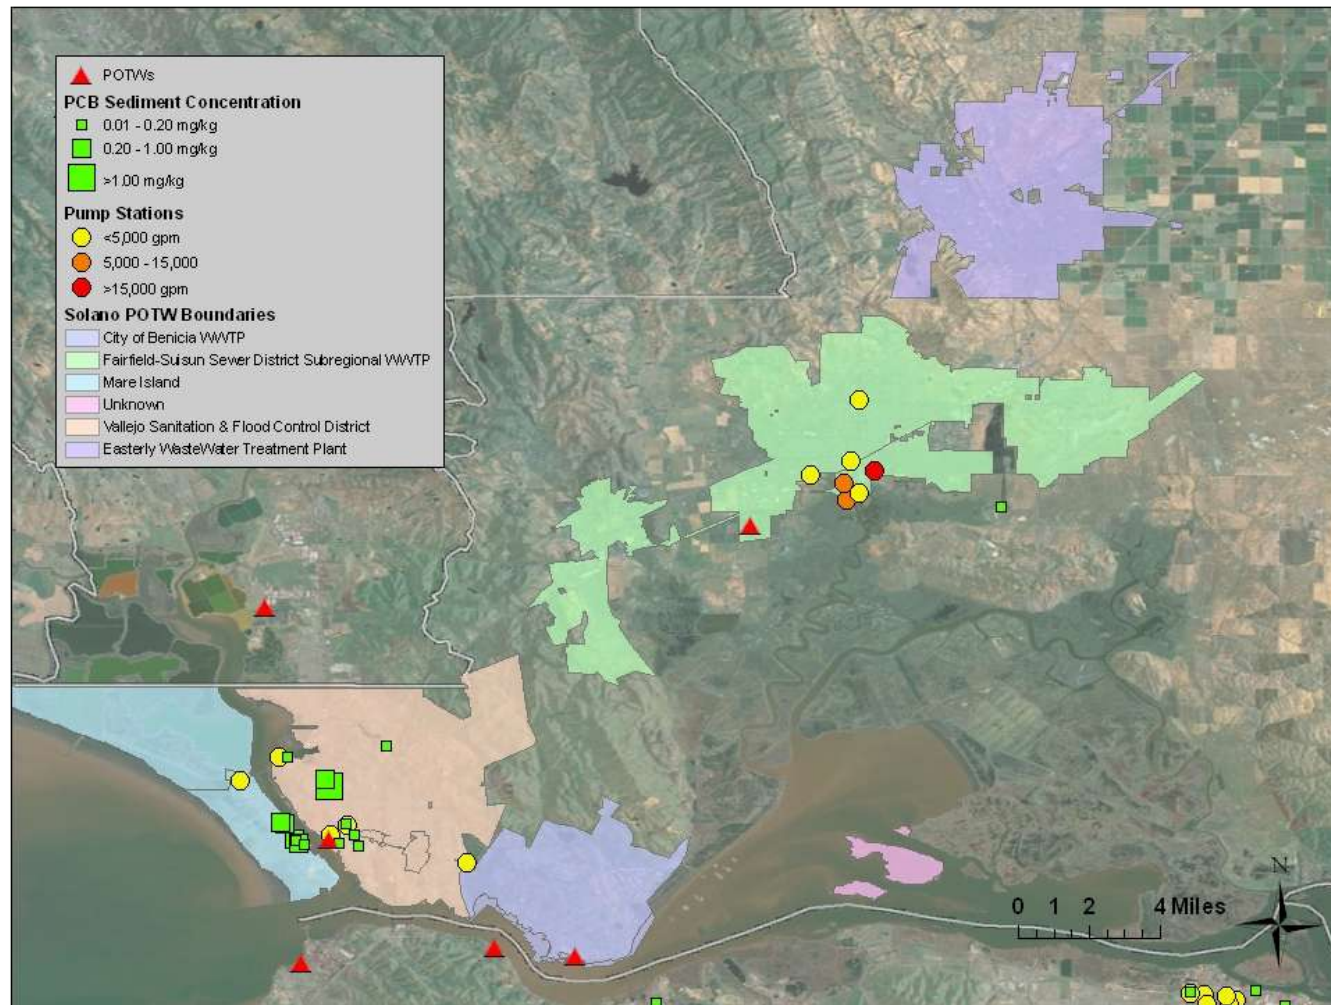 POTWs
PCB Sediment Concentration
0.01 - 0.20 mg/kg
0.20 - 1.00 mg/kg
>1.00 mg/kg
Pump Stations
<5,000 gpm
5,000 - 15,000
>15,000 gpm
Solano POTW Boundaries
City of Benicia WWTP
Fairfield-Suisun Sewer District Subregional WWTP
Mare Island
Unknown
Vallejo Sanitation & Flood Control District
Easterly WasteWater Treatment Plant
N
0 1 2 4 Miles